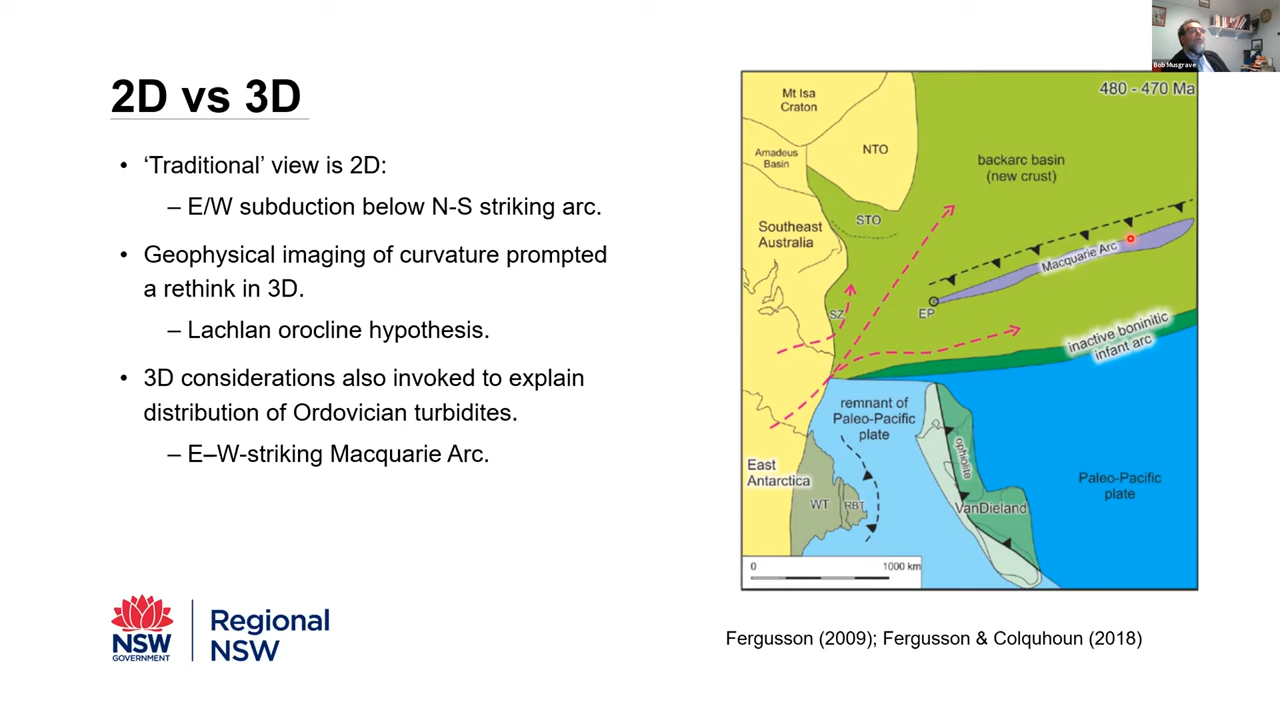 Bob Musgrave
2D vs 3D
• ‘Traditional’ view is 2D:
– E/W subduction below N-S striking arc.
• Geophysical imaging of curvature prompted
a rethink in 3D.
– Lachlan orocline hypothesis.
• 3D considerations also invoked to explain
distribution of Ordovician turbidites.
– E–W-striking Macquarie Arc.
NSW
GOVERNMENT
Regional
NSW
480 - 470 Ma
Mt Isa
Craton
Amadeus
Basin
NTO
backarc basin
(new crust)
STO
Southeast
Australia
Macquarie Arc
SZ
EP
inactive boninitic
infant arc
remnant of
Paleo-Pacific
plate
ophiolite
East
Antarctica
WT
RBT
VanDieland
Paleo-Pacific
plate
0
1000 km
Fergusson (2009); Fergusson & Colquhoun (2018)